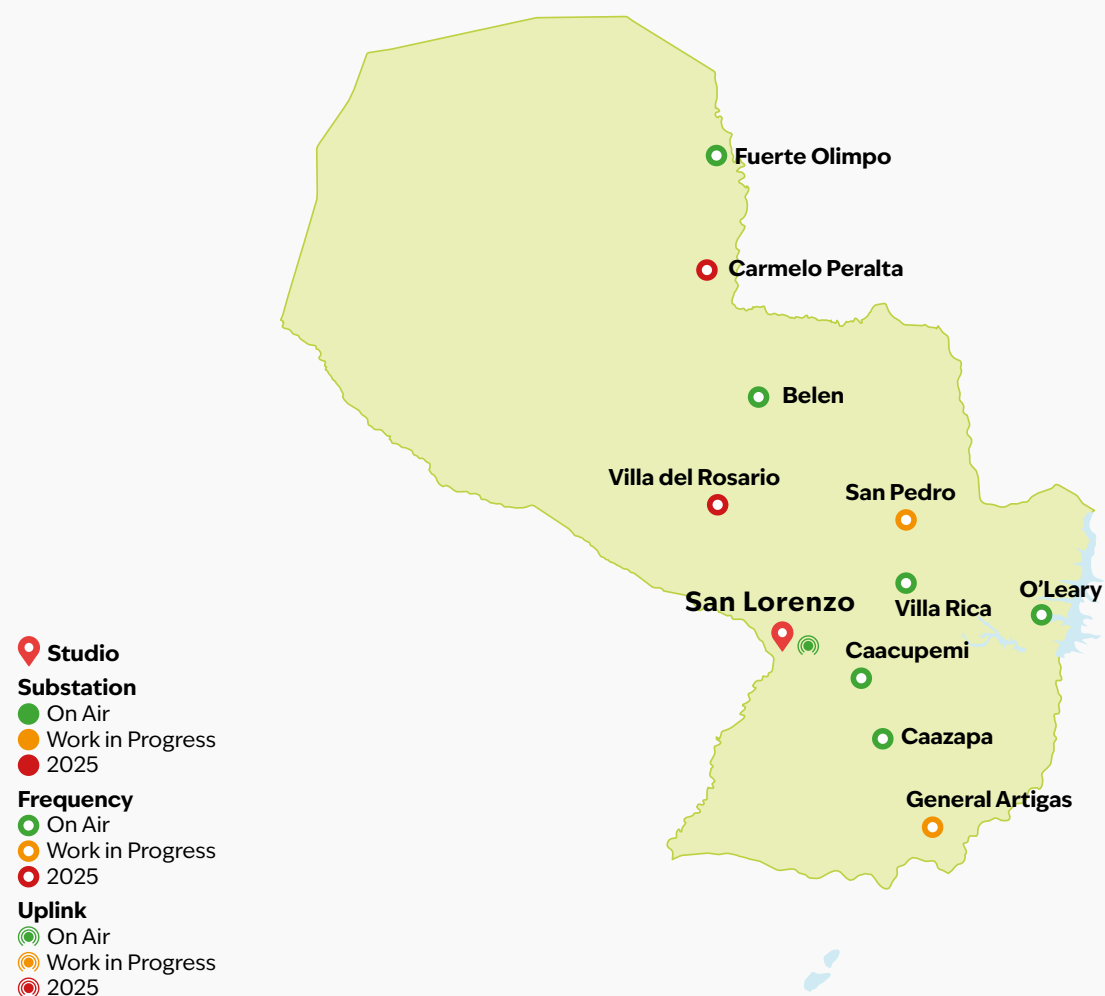 Fuerte Olimpo
Carmelo Peralta
Belen
Villa del Rosario
San Pedro
O’Leary
San Lorenzo
Villa Rica
Caacupemi
Caazapa
General Artigas
Studio
Substation
On Air
Work in Progress
2025
Frequency
On Air
Work in Progress
2025
Uplink
On Air
Work in Progress
2025